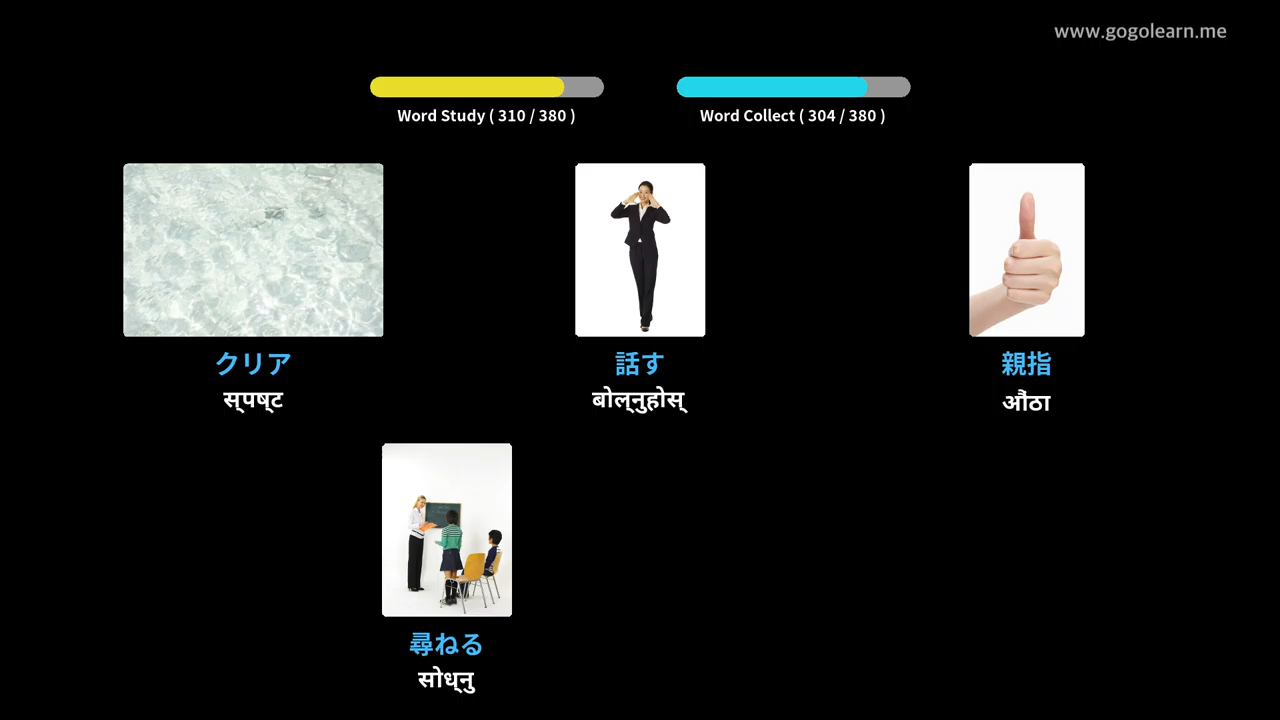 www.gogolearn.me
Word Study ( 310 / 380 )
Word Collect ( 304 / 380 )
クリア
स्पष्ट
話す
बोल्नुहोस्
親指
औंठा
尋ねる
सोध्नु